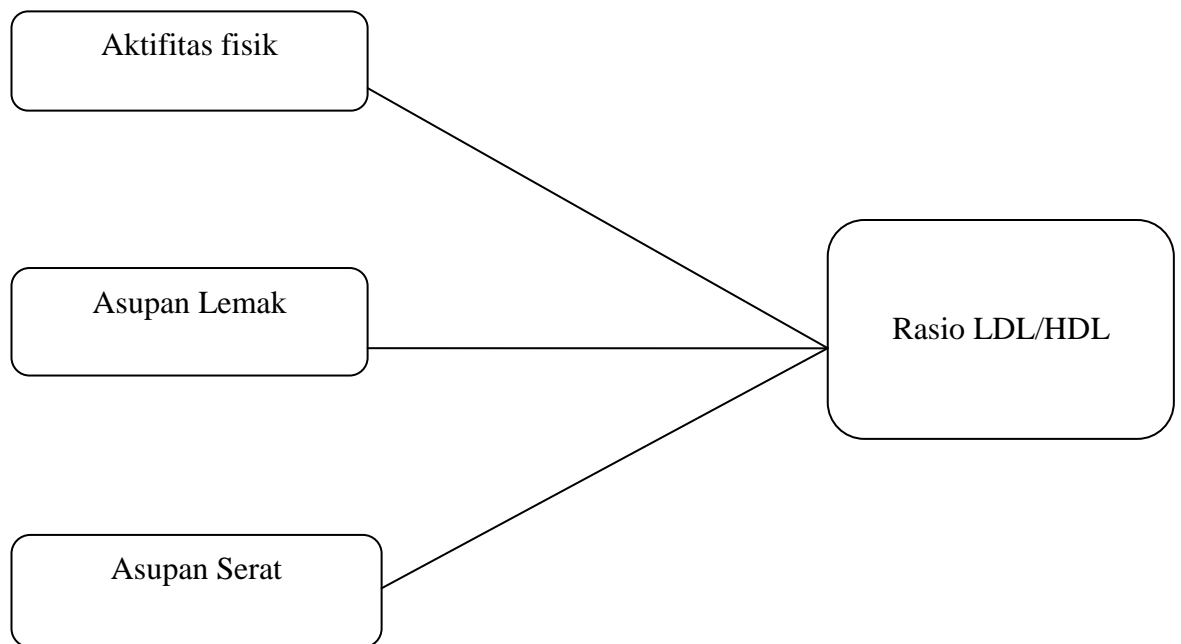 Aktifitas fisik
Asupan Lemak
Rasio LDL/HDL
Asupan Serat